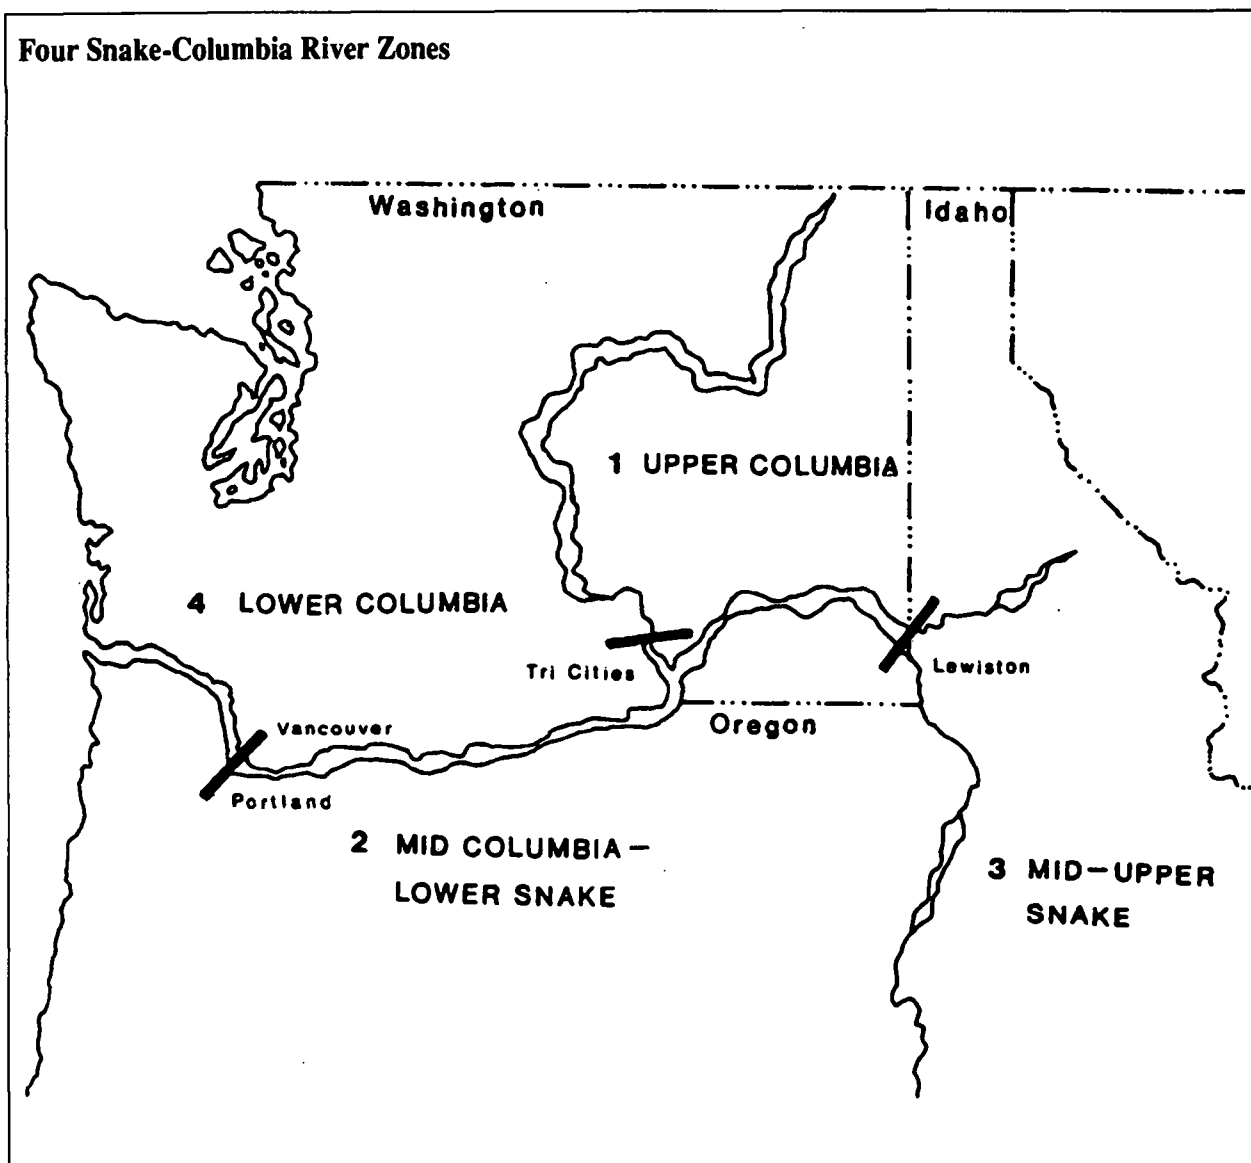 Four Snake-Columbia River Zones
Washington
Idaho
1 UPPER COLUMBIA
4 LOWER COLUMBIA
Tri Cities
Lewiston
Oregon
Vancouver
Portland
2 MID COLUMBIA-
LOWER SNAKE
3 MID-UPPER
SNAKE